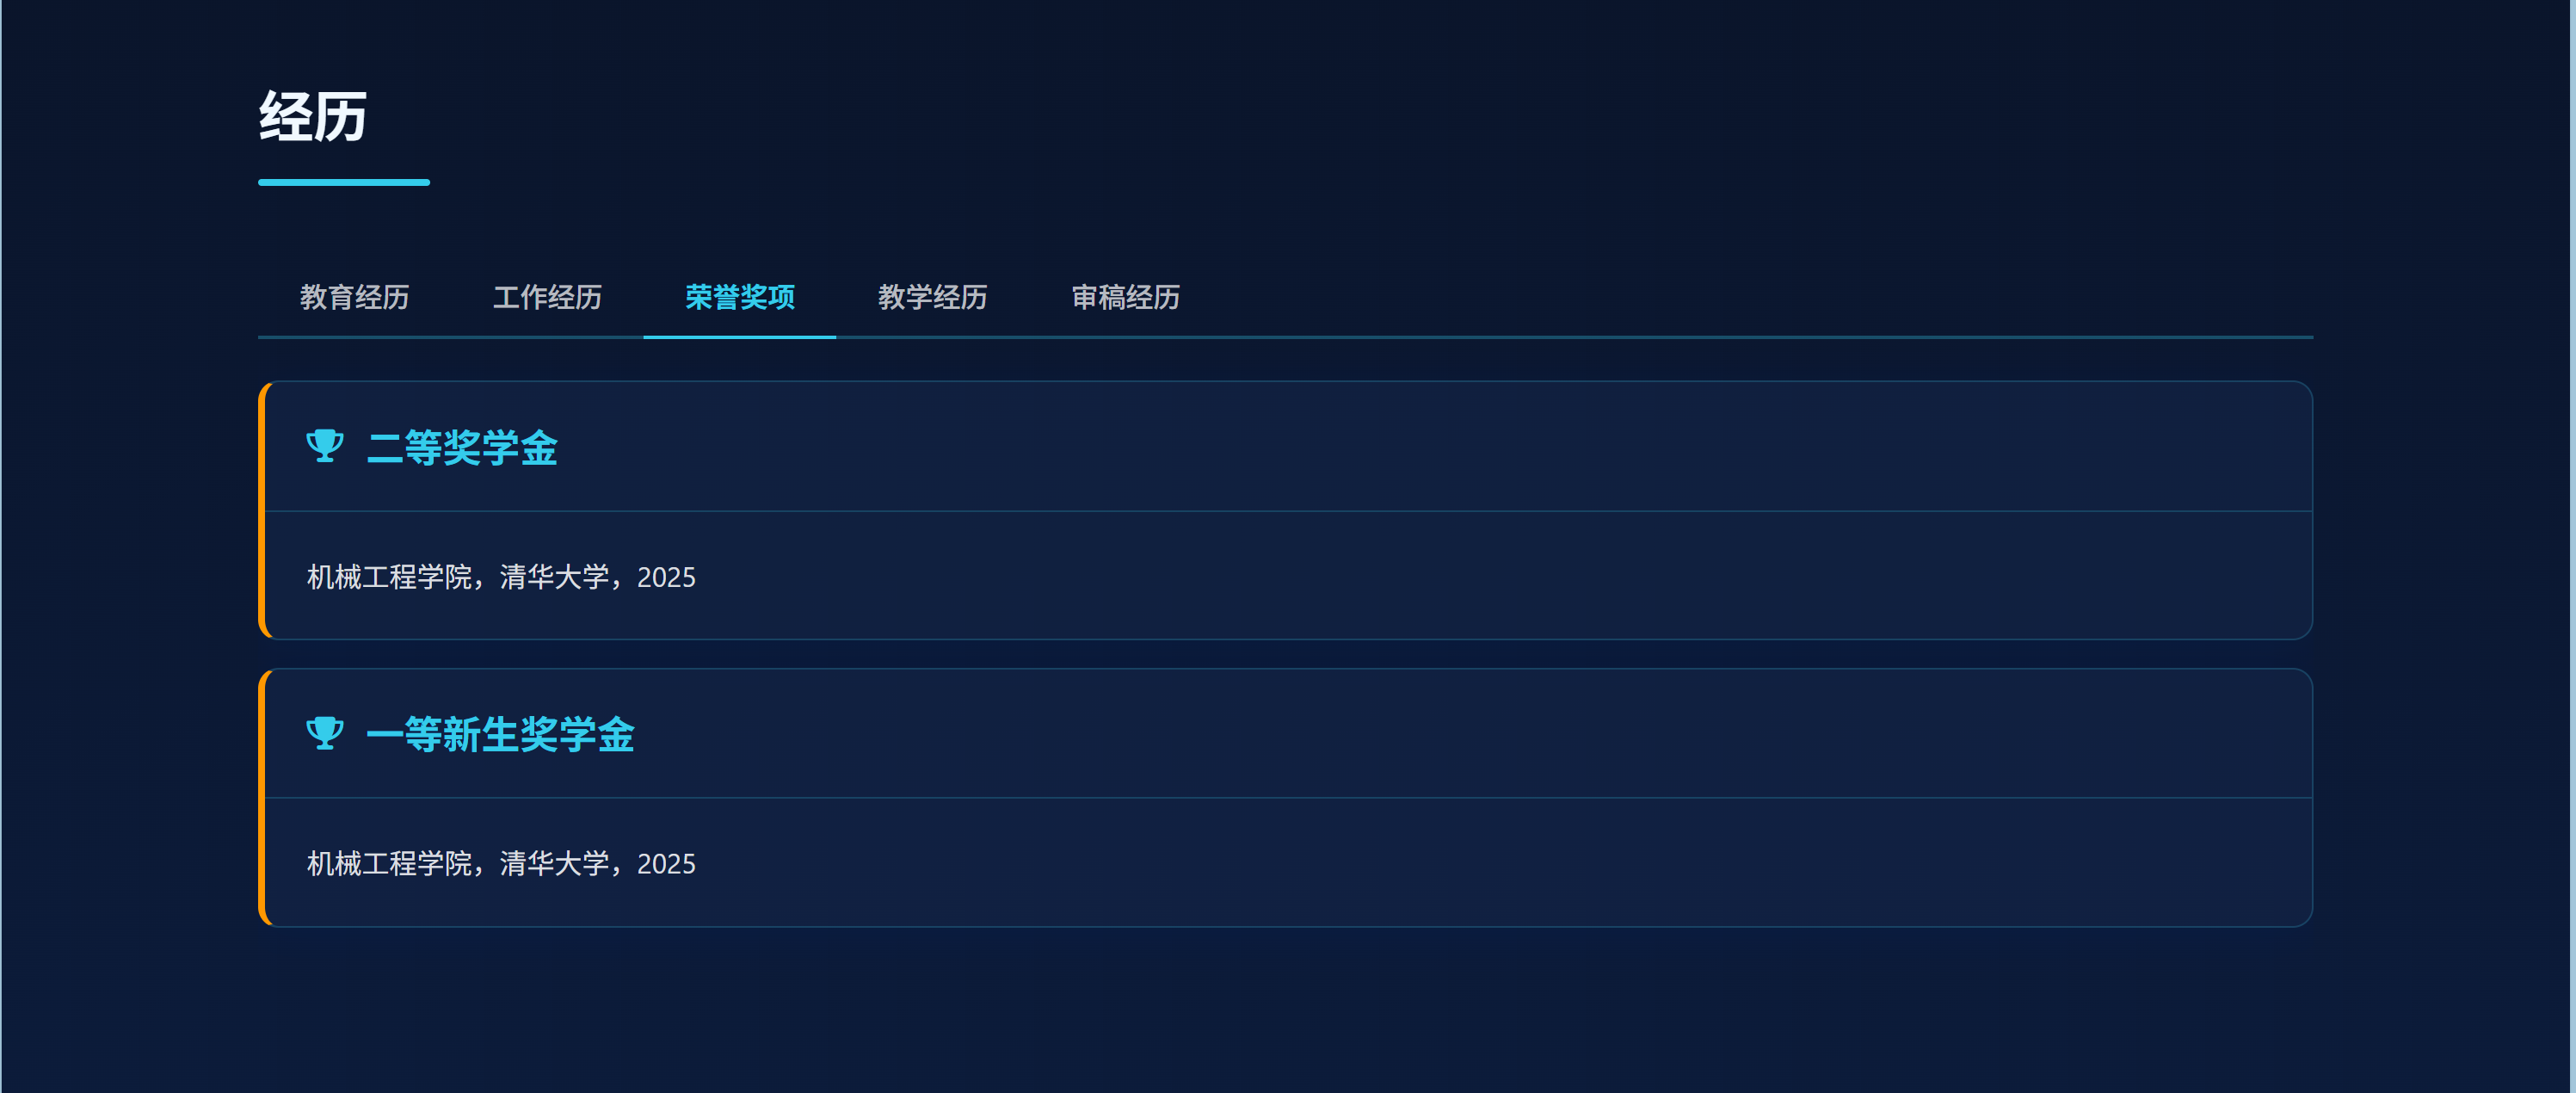 经历
教育经历 工作经历 荣誉奖项 教学经历 审稿经历
二等奖学金
机械工程学院，清华大学，2025
一等新生奖学金
机械工程学院，清华大学，2025